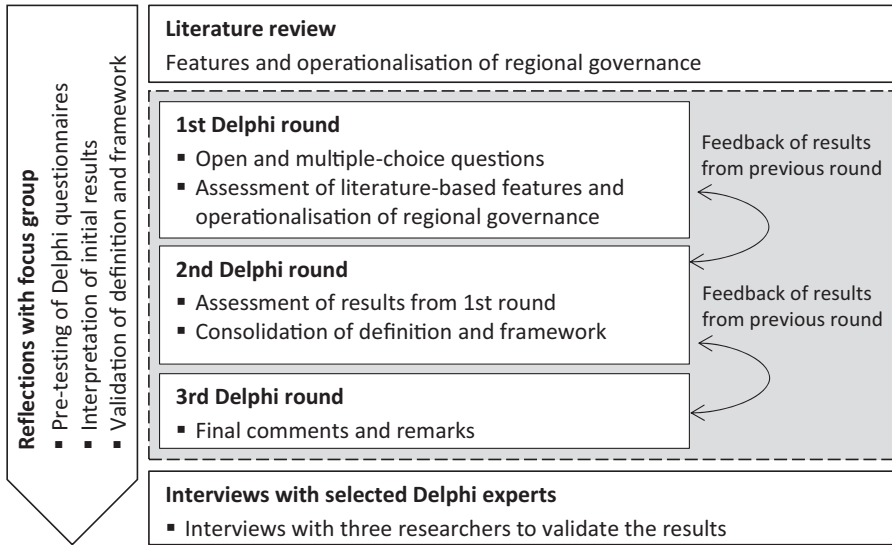 Reflections with focus group
▪ Pre-testing of Delphi questionnaires
▪ Interpretation of initial results
▪ Validation of definition and framework
Literature review
Features and operationalisation of regional governance
1st Delphi round
▪ Open and multiple-choice questions
▪ Assessment of literature-based features and
operationalisation of regional governance
Feedback of results
from previous round
2nd Delphi round
▪ Assessment of results from 1st round
▪ Consolidation of definition and framework
Feedback of results
from previous round
3rd Delphi round
▪ Final comments and remarks
Interviews with selected Delphi experts
▪ Interviews with three researchers to validate the results